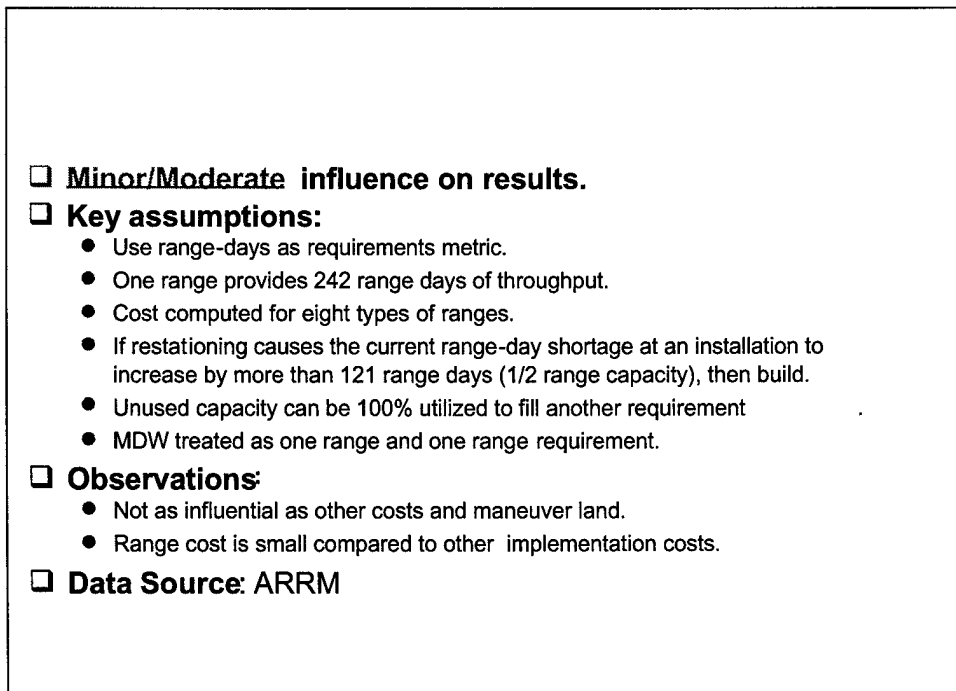 ❑ Minor/Moderate influence on results.
❑ Key assumptions:
● Use range-days as requirements metric.
● One range provides 242 range days of throughput.
● Cost computed for eight types of ranges.
● If restationing causes the current range-day shortage at an installation to
increase by more than 121 range days (1/2 range capacity), then build.
● Unused capacity can be 100% utilized to fill another requirement .
● MDW treated as one range and one range requirement.
❑ Observations:
● Not as influential as other costs and maneuver land.
● Range cost is small compared to other implementation costs.
❑ Data Source: ARRM